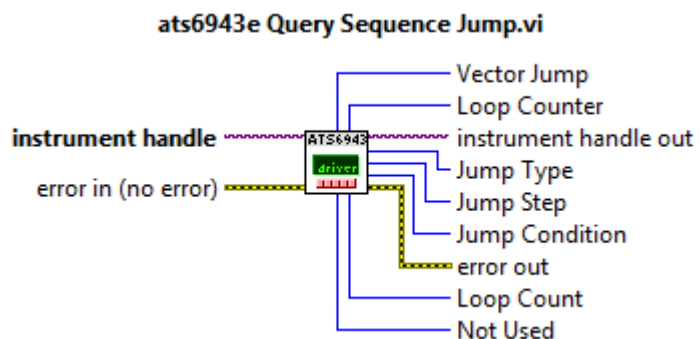 ats6943e Query Sequence Jump.vi
Vector Jump
Loop Counter
instrument handle
instrument handle out
ATS6943
driver
Jump Type
error in (no error)
Jump Step
Jump Condition
error out
Loop Count
Not Used